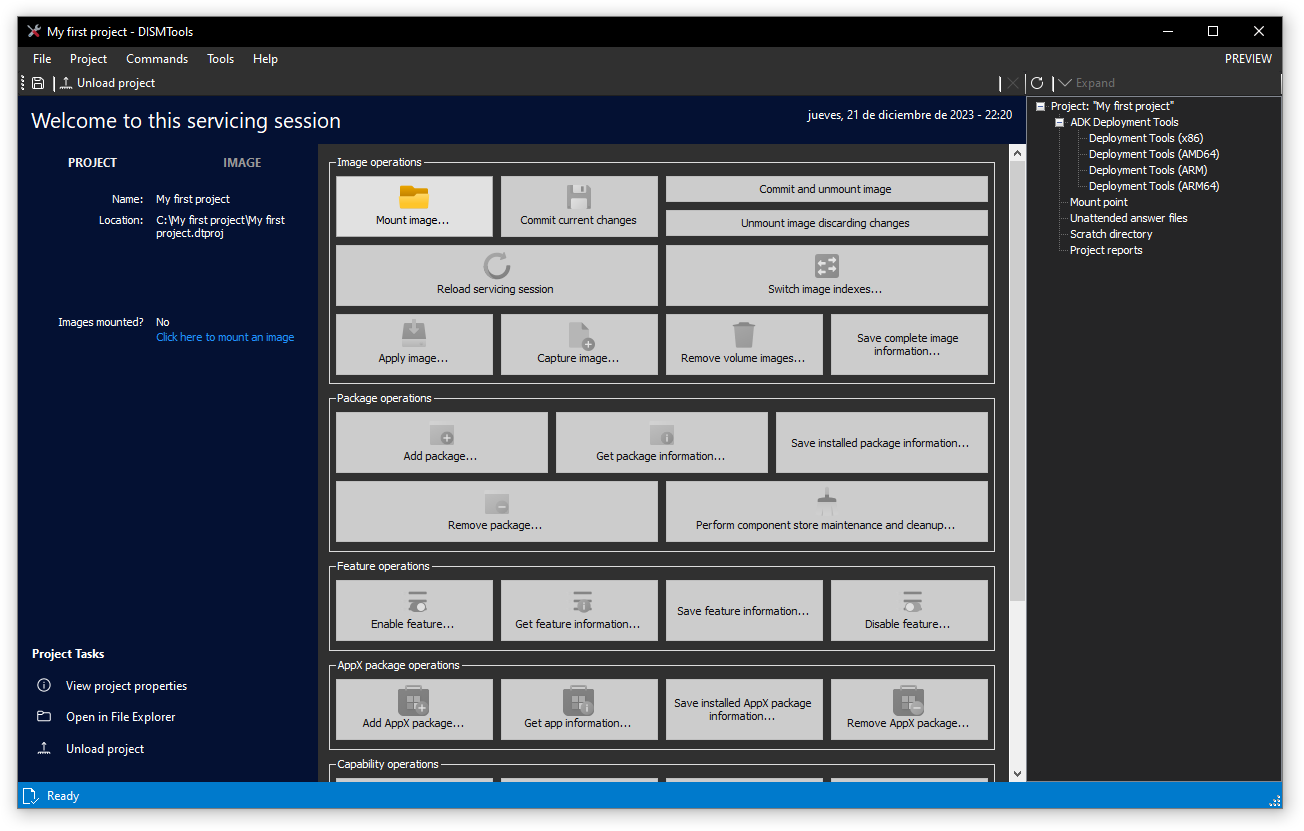 My first project - DISMTools
File Project Commands Tools Help
PREVIEW
Unload project
Expand
Welcome to this servicing session
jueves, 21 de diciembre de 2023 - 22:20
PROJECT
IMAGE
Name: My first project
Location: C:\My first project\My first
project.dtproj
Images mounted? No
Click here to mount an image
Project Tasks
View project properties
Open in File Explorer
Unload project
Image operations
Mount image...
Commit current changes
Commit and unmount image
Unmount image discarding changes
Reload servicing session
Switch image indexes...
Apply image...
Capture image...
Remove volume images...
Save complete image
information...
Package operations
Add package...
Get package information...
Save installed package information...
Remove package...
Perform component store maintenance and cleanup...
Feature operations
Enable feature...
Get feature information...
Save feature information...
Disable feature...
AppX package operations
Add AppX package...
Get app information...
Save installed AppX package
information...
Remove AppX package...
Capability operations
Project: "My first project"
ADK Deployment Tools
Deployment Tools (x86)
Deployment Tools (AMD64)
Deployment Tools (ARM)
Deployment Tools (ARM64)
Mount point
Unattended answer files
Scratch directory
Project reports
Ready